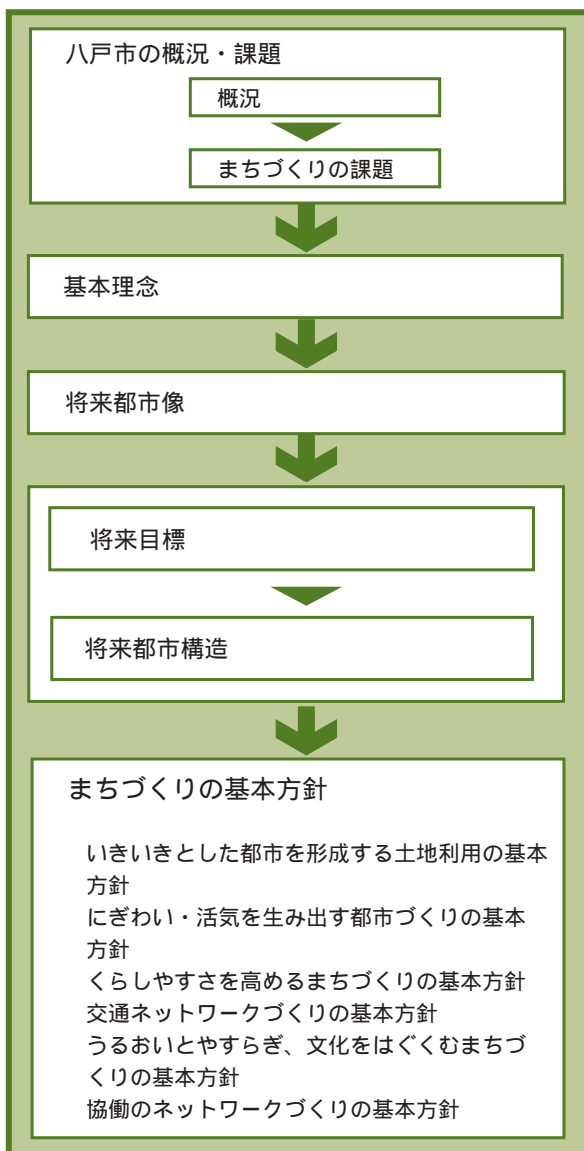 八戸市の概況・課題
概況
まちづくりの課題
基本理念
将来都市像
将来目標
将来都市構造
まちづくりの基本方針
いきいきとした都市を形成する土地利用の基本
方針
にぎわい・活気を生み出す都市づくりの基本
方針
くらしやすさを高めるまちづくりの基本方針
交通ネットワークづくりの基本方針
うるおいとやすらぎ、文化をはぐくむまちづ
くりの基本方針
協働のネットワークづくりの基本方針